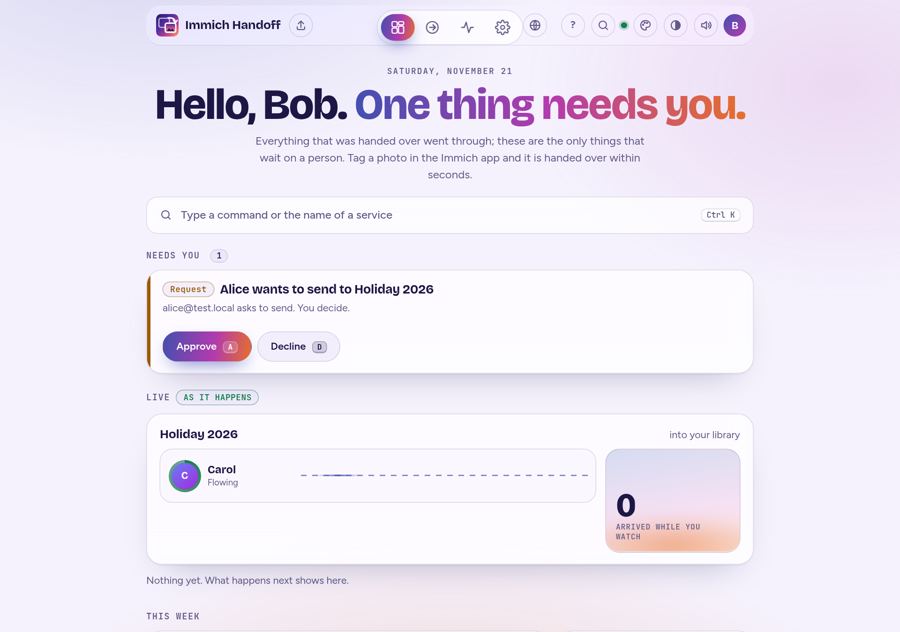 Immich Handoff
?
B
SATURDAY, NOVEMBER 21
Hello, Bob. One thing needs you.
Everything that was handed over went through; these are the only things that
wait on a person. Tag a photo in the Immich app and it is handed over within
seconds.
Type a command or the name of a service
Ctrl K
NEEDS YOU 1
Request Alice wants to send to Holiday 2026
alice@test.local asks to send. You decide.
Approve A Decline D
LIVE AS IT HAPPENS
Holiday 2026 into your library
C Carol
Flowing
0
ARRIVED WHILE YOU
WATCH
Nothing yet. What happens next shows here.
THIS WEEK